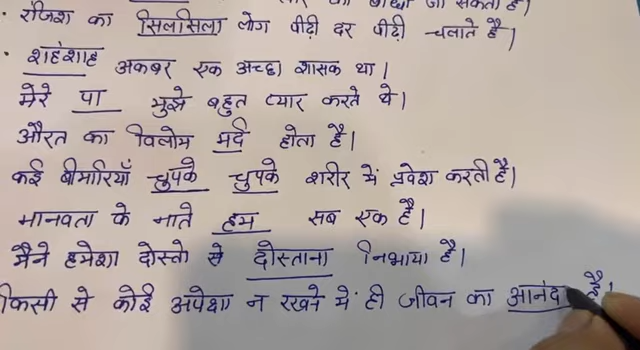 रंजिश का सिलसिला लोग पीढ़ी दर पीढ़ी चलाते हैं।
• शहंशाह अकबर एक अच्छा शासक था।
मेरे पा मुझे बहुत प्यार करते थे।
औरत का विलोम मर्द होता है।
कई बीमारियाँ चुपके चुपके शरीर में प्रवेश करती हैं।
मानवता के नाते हम सब एक हैं।
मैंने हमेशा दोस्तो से दोस्ताना निभाया है।
किसी से कोई अपेक्षा न रखने में ही जीवन का आनंद है।